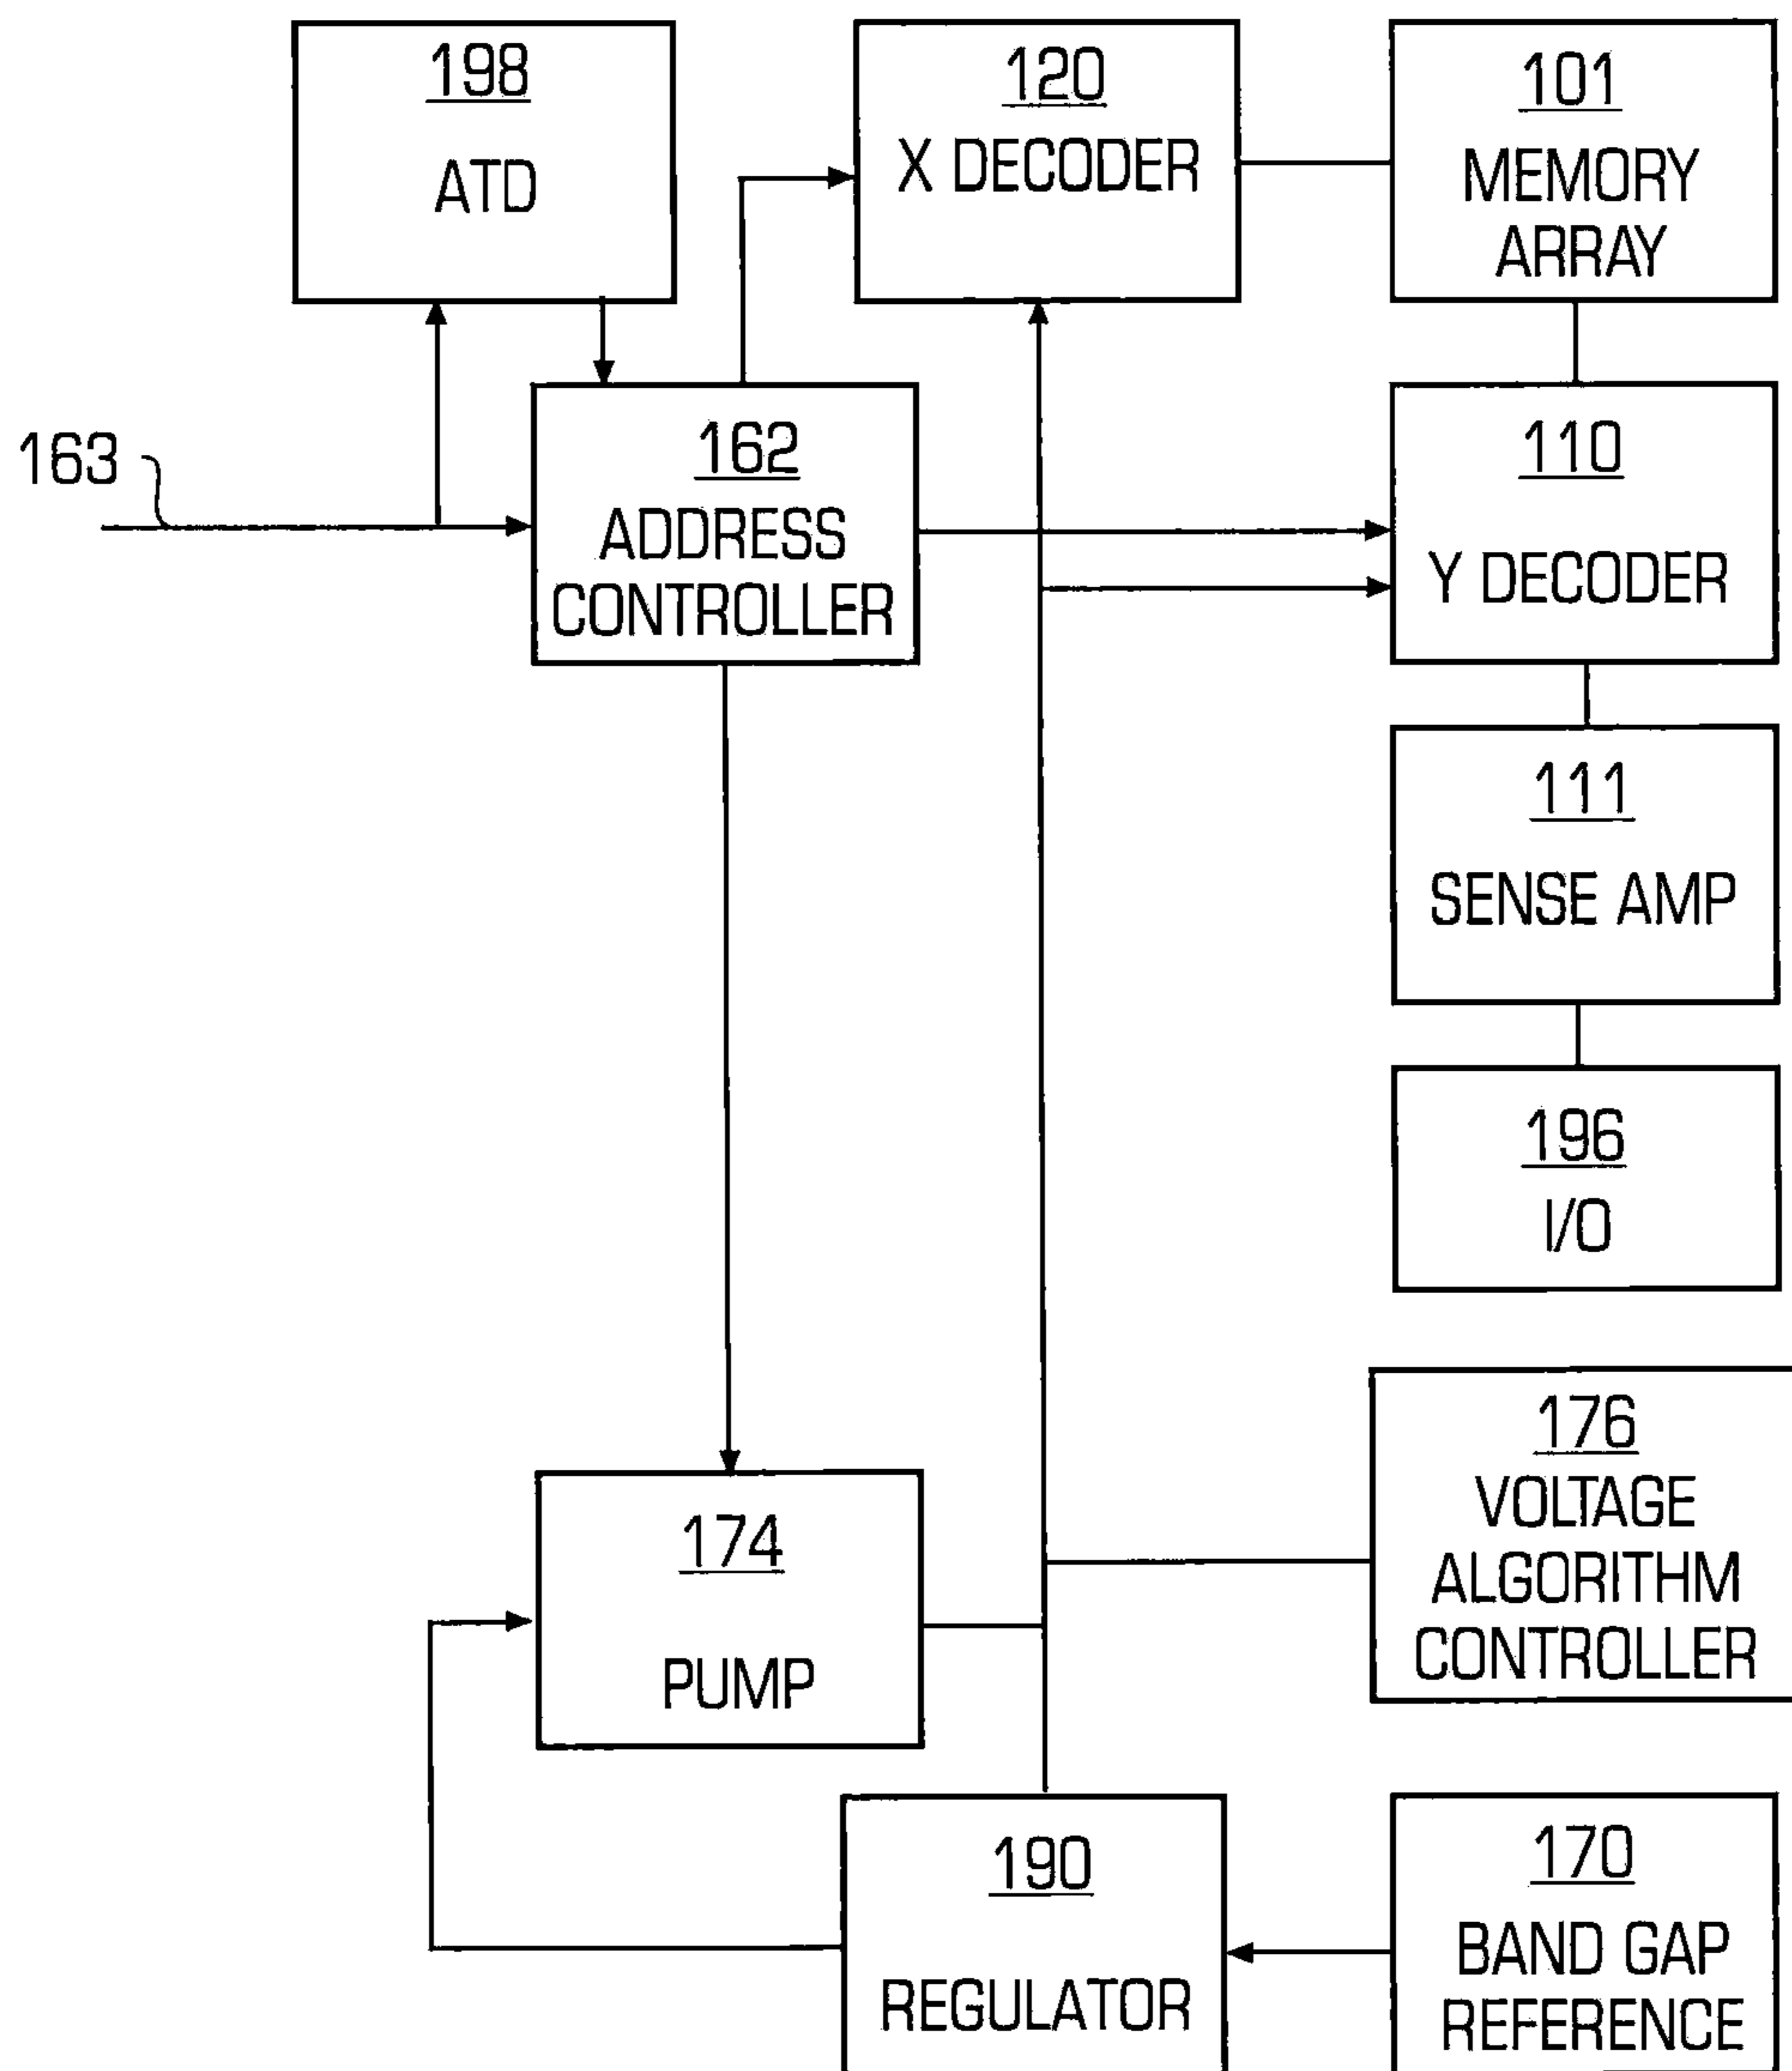 198
ATD
120
X DECODER
101
MEMORY
ARRAY
163
162
ADDRESS
CONTROLLER
110
Y DECODER
111
SENSE AMP
196
I/O
174
PUMP
176
VOLTAGE
ALGORITHM
CONTROLLER
190
REGULATOR
170
BAND GAP
REFERENCE